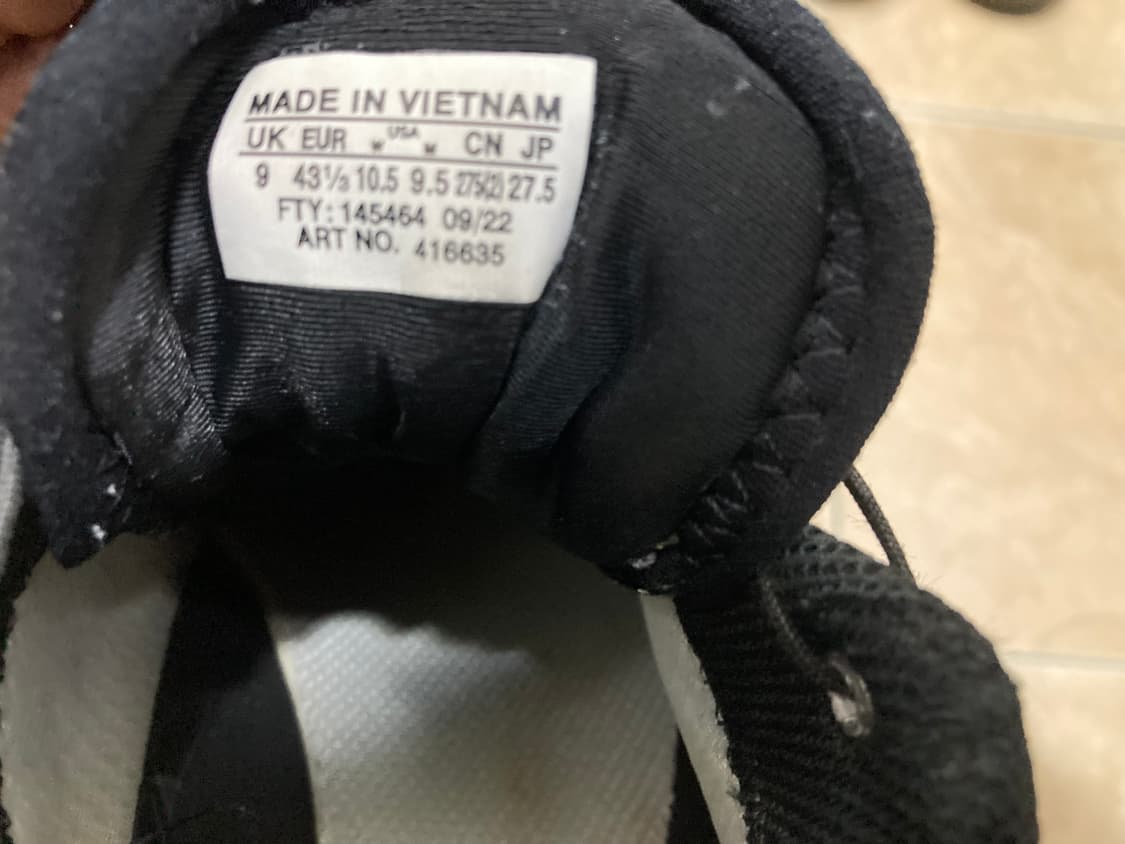 MADE IN VIETNAM
UK EUR W USA M CN JP
9 43⅓ 10.5 9.5 275(2) 27.5
FTY: 145464 09/22
ART NO. 416635